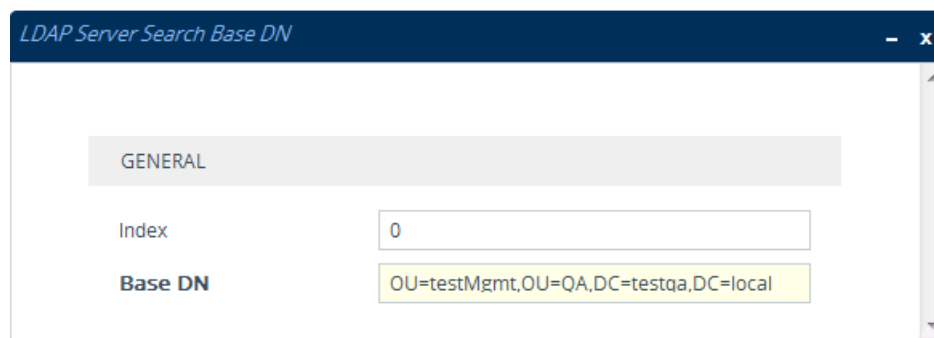 LDAP Server Search Base DN
– x
GENERAL
Index 0
Base DN OU=testMgmt,OU=QA,DC=testqa,DC=local